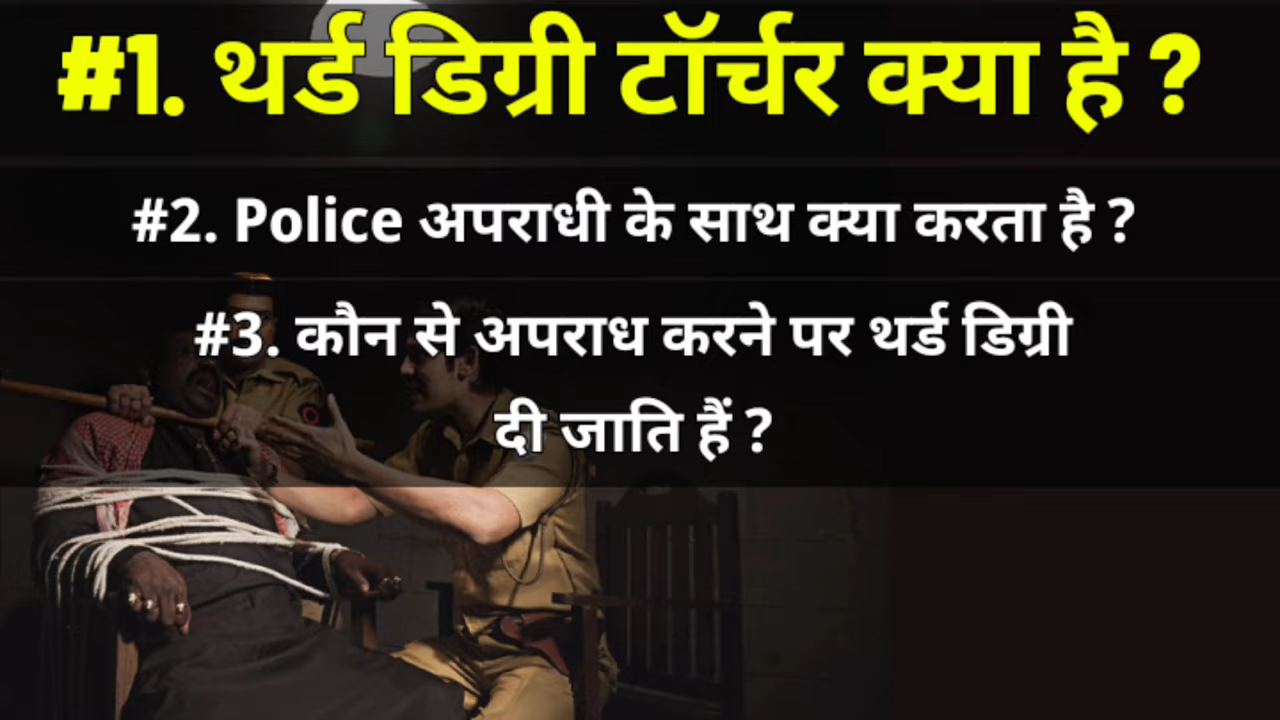 #1. थर्ड डिग्री टॉर्चर क्या है ?
#2. Police अपराधी के साथ क्या करता है ?
#3. कौन से अपराध करने पर थर्ड डिग्री
दी जाति हैं ?